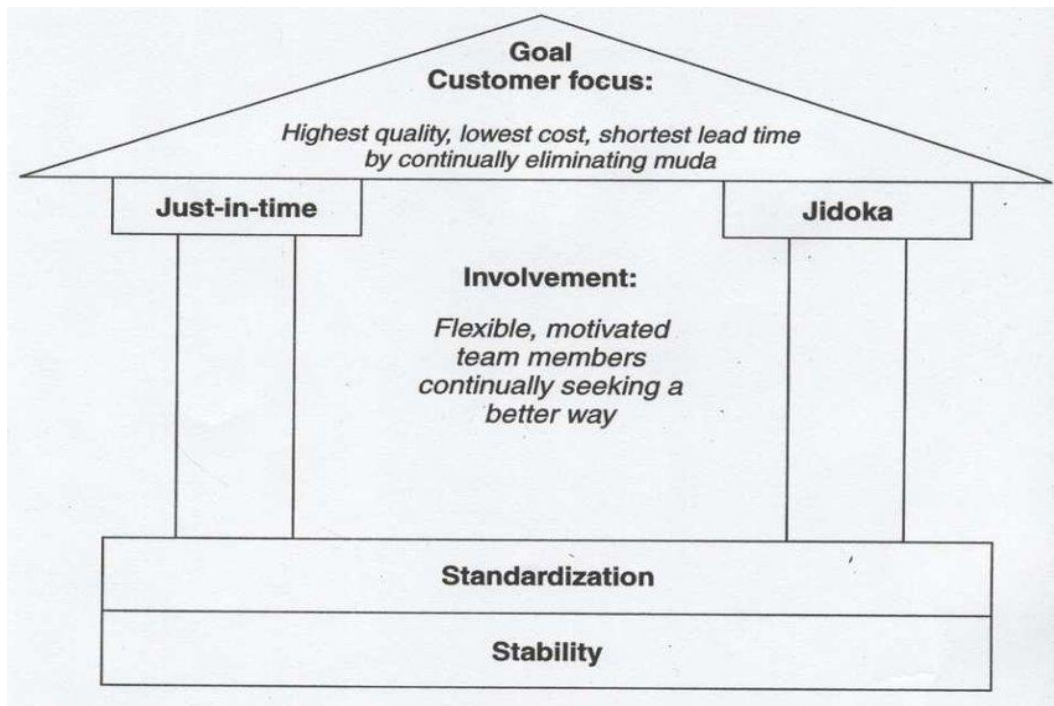 Goal
Customer focus:
Highest quality, lowest cost, shortest lead time
by continually eliminating muda
Just-in-time
Jidoka
Involvement:
Flexible, motivated
team members
continually seeking a
better way
Standardization
Stability